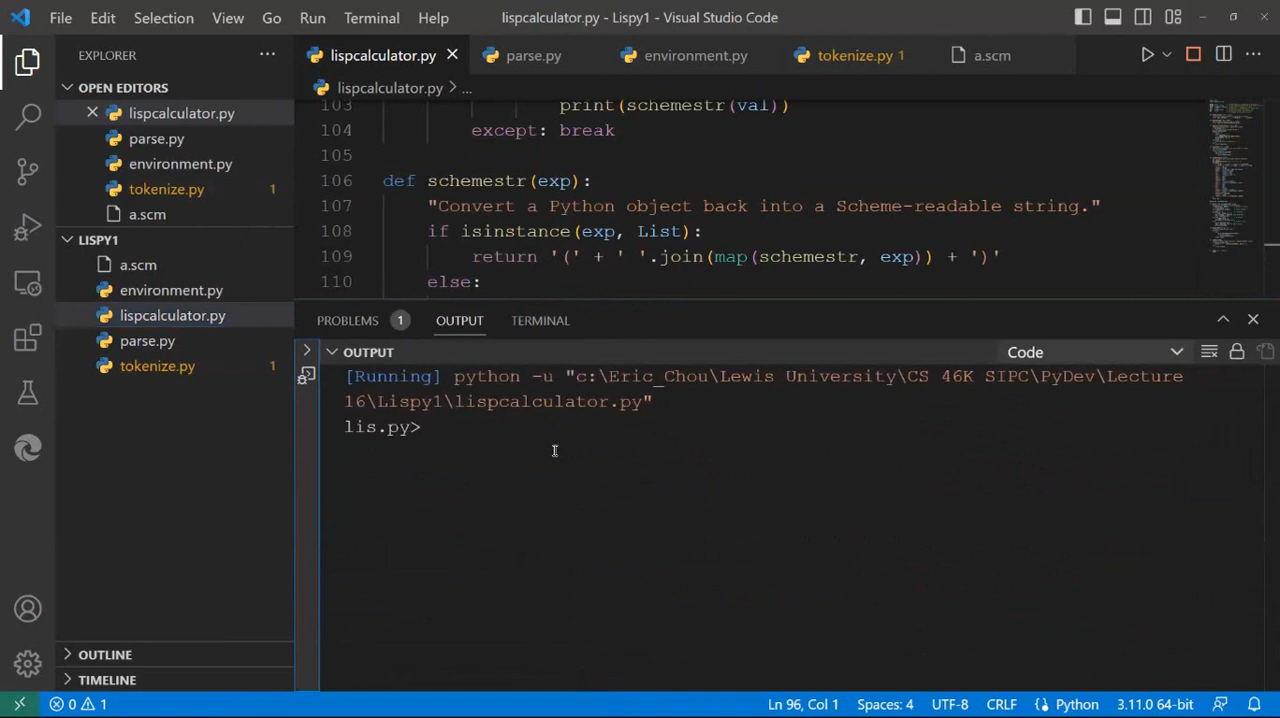 File Edit Selection View Go Run Terminal Help lispcalculator.py - Lispy1 - Visual Studio Code
EXPLORER
lispcalculator.py parse.py environment.py tokenize.py 1 a.scm
OPEN EDITORS
lispcalculator.py
parse.py
environment.py
tokenize.py 1
a.scm
LISPY1
a.scm
environment.py
lispcalculator.py
parse.py
tokenize.py 1
OUTLINE
TIMELINE
lispcalculator.py > ...
103 print(schemestr(val))
104 except: break
105
106 def schemestr(exp):
107 "Convert a Python object back into a Scheme-readable string."
108 if isinstance(exp, List):
109 return '(' + ' '.join(map(schemestr, exp)) + ')'
110 else:
PROBLEMS 1 OUTPUT TERMINAL
OUTPUT Code
[Running] python -u "c:\Eric_Chou\Lewis University\CS 46K SIPC\PyDev\Lecture
16\Lispy1\lispcalculator.py"
lis.py>
0 1 Ln 96, Col 1 Spaces: 4 UTF-8 CRLF Python 3.11.0 64-bit